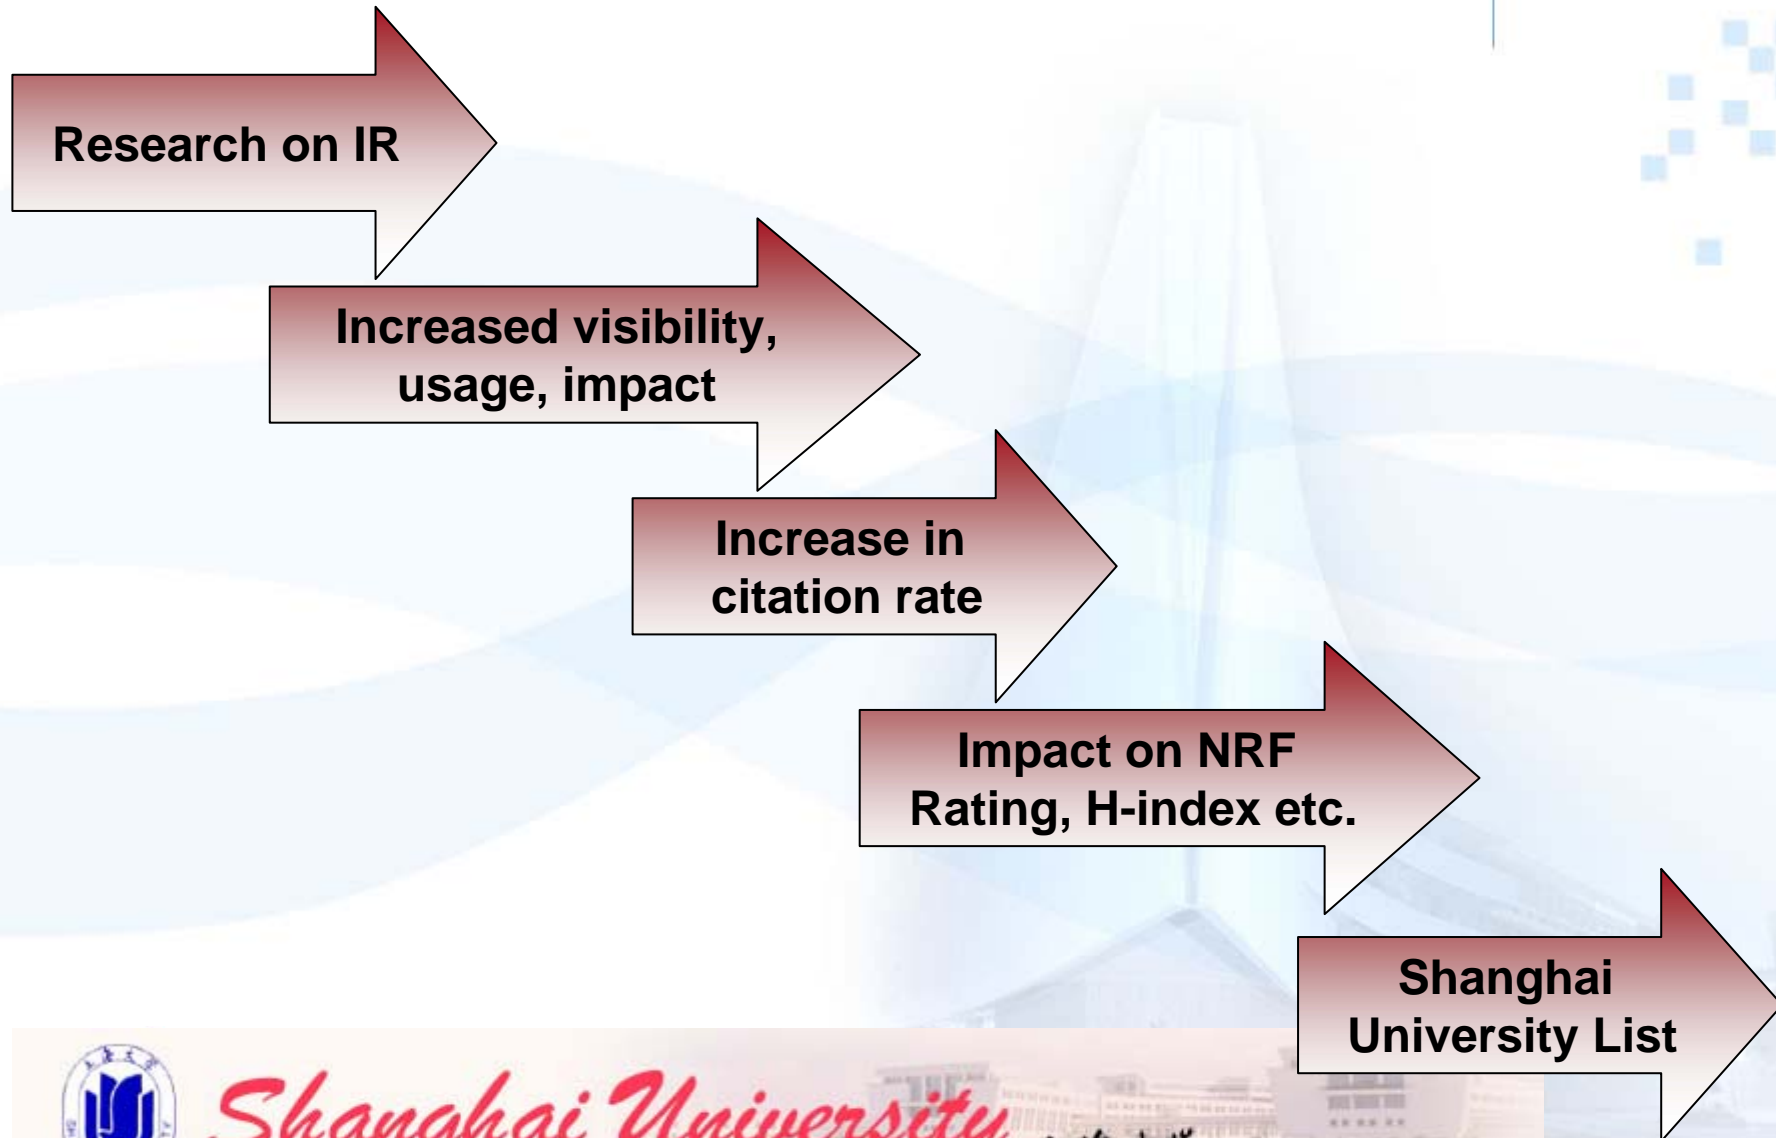 Research on IR
Increased visibility,
usage, impact
Increase in
citation rate
Impact on NRF
Rating, H-index etc.
Shanghai
University List
Shanghai University